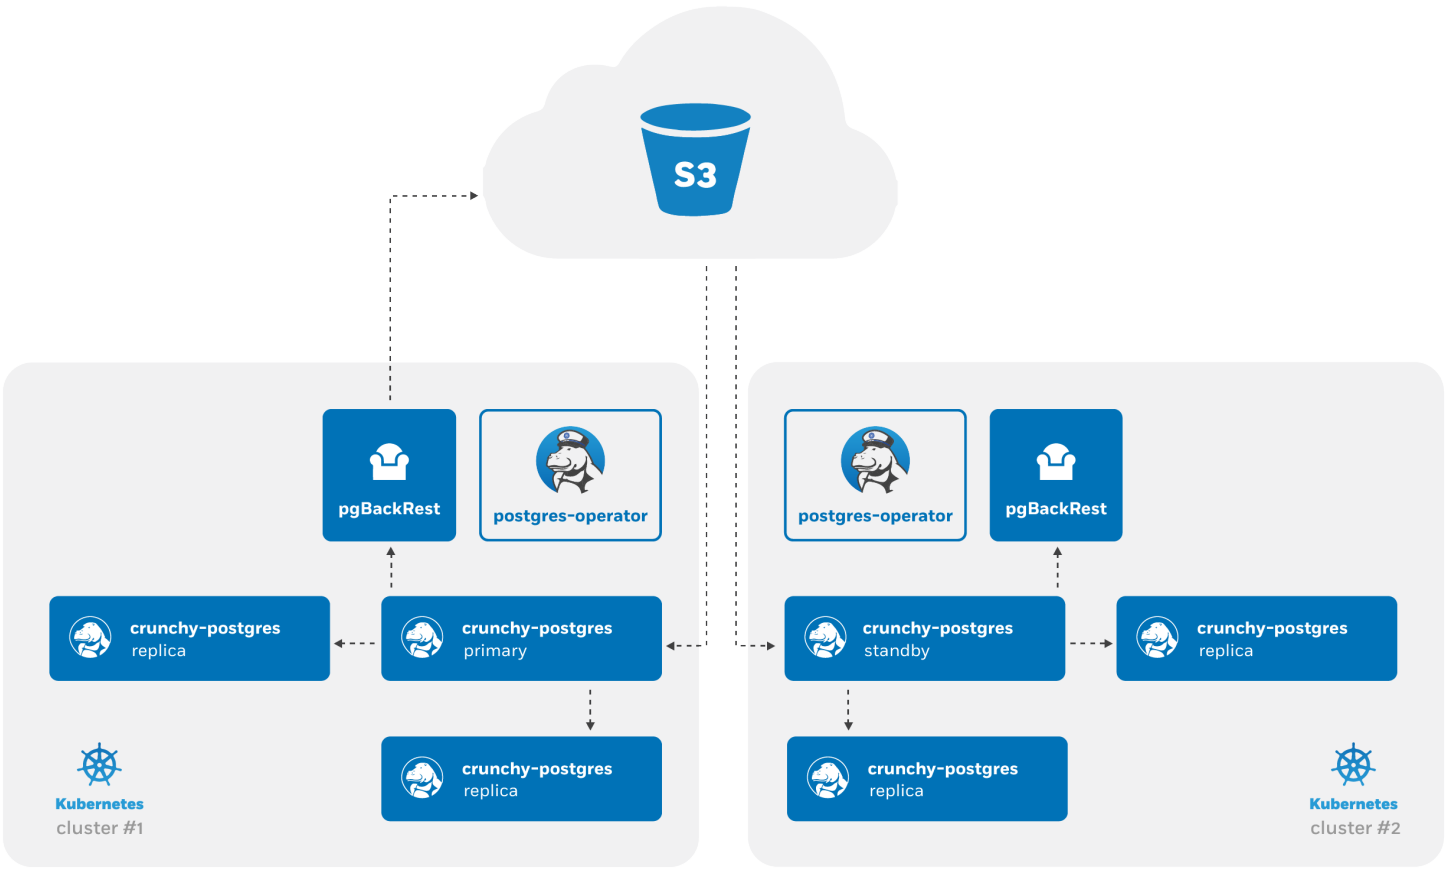 S3
pgBackRest
postgres-operator
crunchy-postgres
replica
crunchy-postgres
primary
crunchy-postgres
replica
Kubernetes
cluster #1
postgres-operator
pgBackRest
crunchy-postgres
standby
crunchy-postgres
replica
crunchy-postgres
replica
Kubernetes
cluster #2